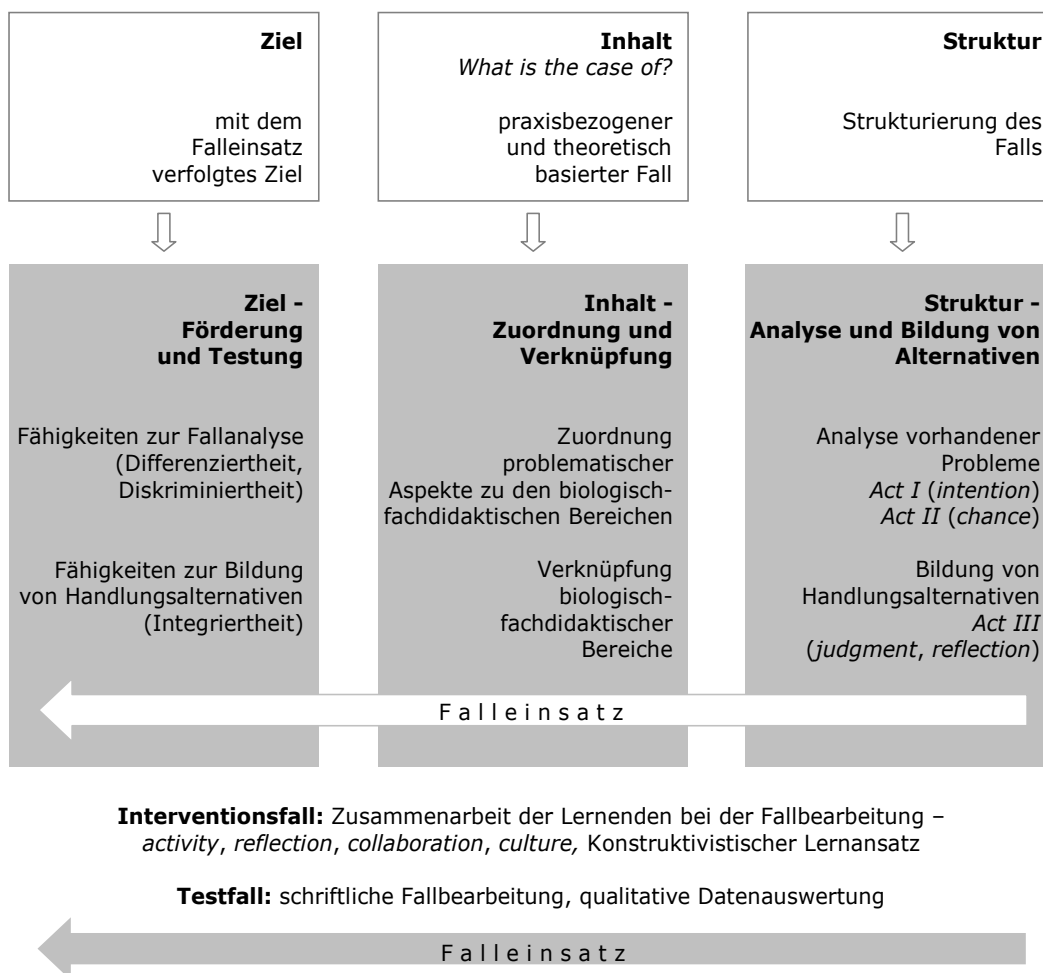 Ziel
mit dem
Falleinsatz
verfolgtes Ziel
Inhalt
What is the case of?
praxisbezogener
und theoretisch
basierter Fall
Struktur
Strukturierung des
Falls
Ziel -
Förderung
und Testung
Fähigkeiten zur Fallanalyse
(Differenziertheit,
Diskriminiertheit)
Fähigkeiten zur Bildung
von Handlungsalternativen
(Integriertheit)
Inhalt -
Zuordnung und
Verknüpfung
Zuordnung
problematischer
Aspekte zu den biologisch-
fachdidaktischen Bereichen
Verknüpfung
biologisch-
fachdidaktischer
Bereiche
Struktur -
Analyse und Bildung von
Alternativen
Analyse vorhandener
Probleme
Act I (intention)
Act II (chance)
Bildung von
Handlungsalternativen
Act III
(judgment, reflection)
Falleinsatz
Interventionsfall: Zusammenarbeit der Lernenden bei der Fallbearbeitung –
activity, reflection, collaboration, culture, Konstruktivistischer Lernansatz
Testfall: schriftliche Fallbearbeitung, qualitative Datenauswertung
Falleinsatz